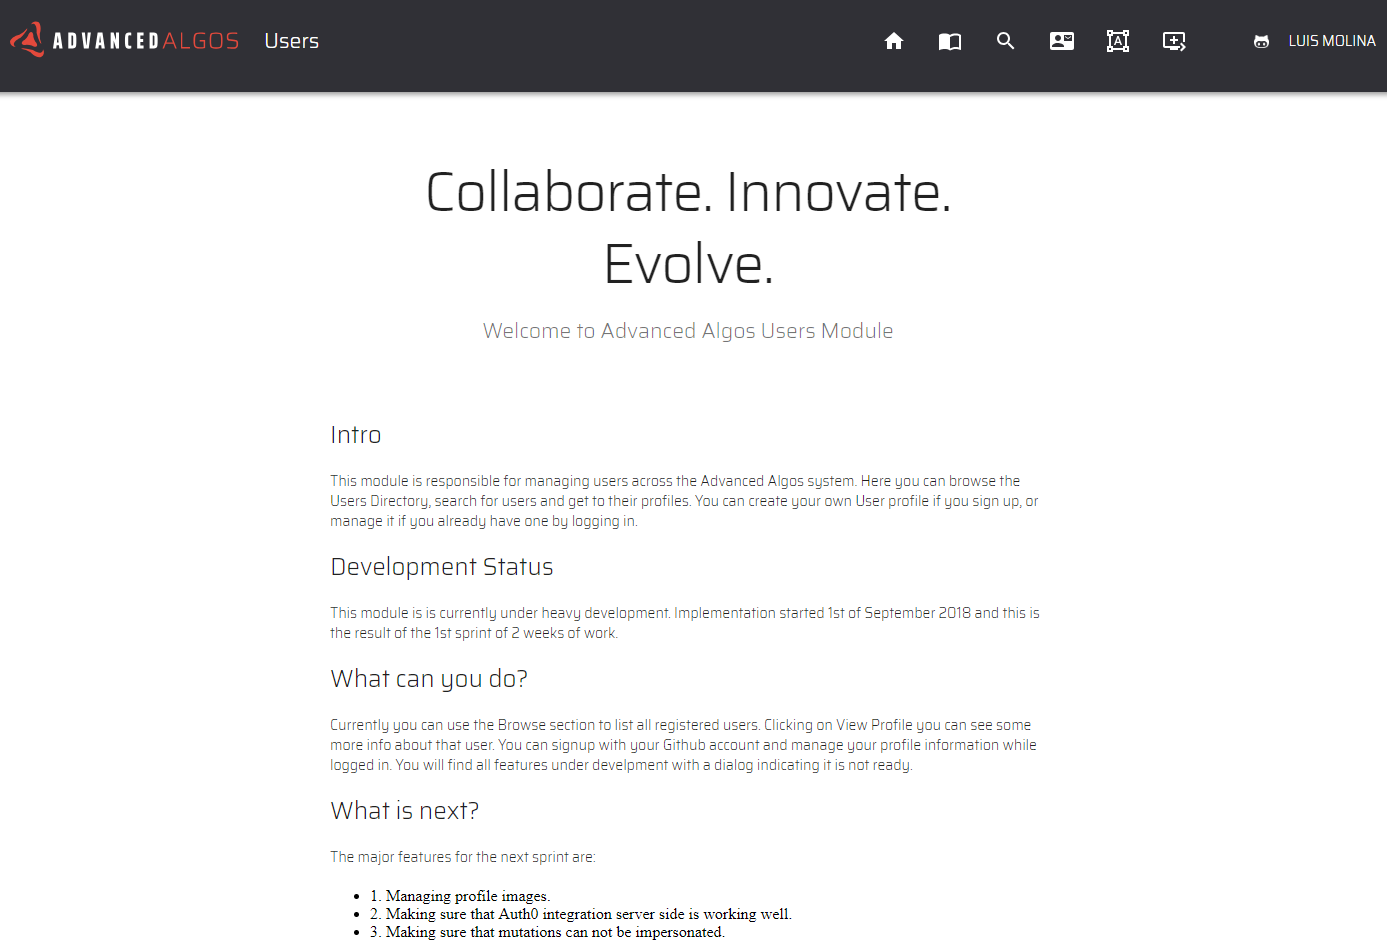 ADVANCEDALGOS Users LUIS MOLINA
Collaborate. Innovate.
Evolve.
Welcome to Advanced Algos Users Module
Intro
This module is responsible for managing users across the Advanced Algos system. Here you can browse the
Users Directory, search for users and get to their profiles. You can create your own User profile if you sign up, or
manage it if you already have one by logging in.
Development Status
This module is is currently under heavy development. Implementation started 1st of September 2018 and this is
the result of the 1st sprint of 2 weeks of work.
What can you do?
Currently you can use the Browse section to list all registered users. Clicking on View Profile you can see some
more info about that user. You can signup with your Github account and manage your profile information while
logged in. You will find all features under develpment with a dialog indicating it is not ready.
What is next?
The major features for the next sprint are:
• 1. Managing profile images.
• 2. Making sure that Auth0 integration server side is working well.
• 3. Making sure that mutations can not be impersonated.